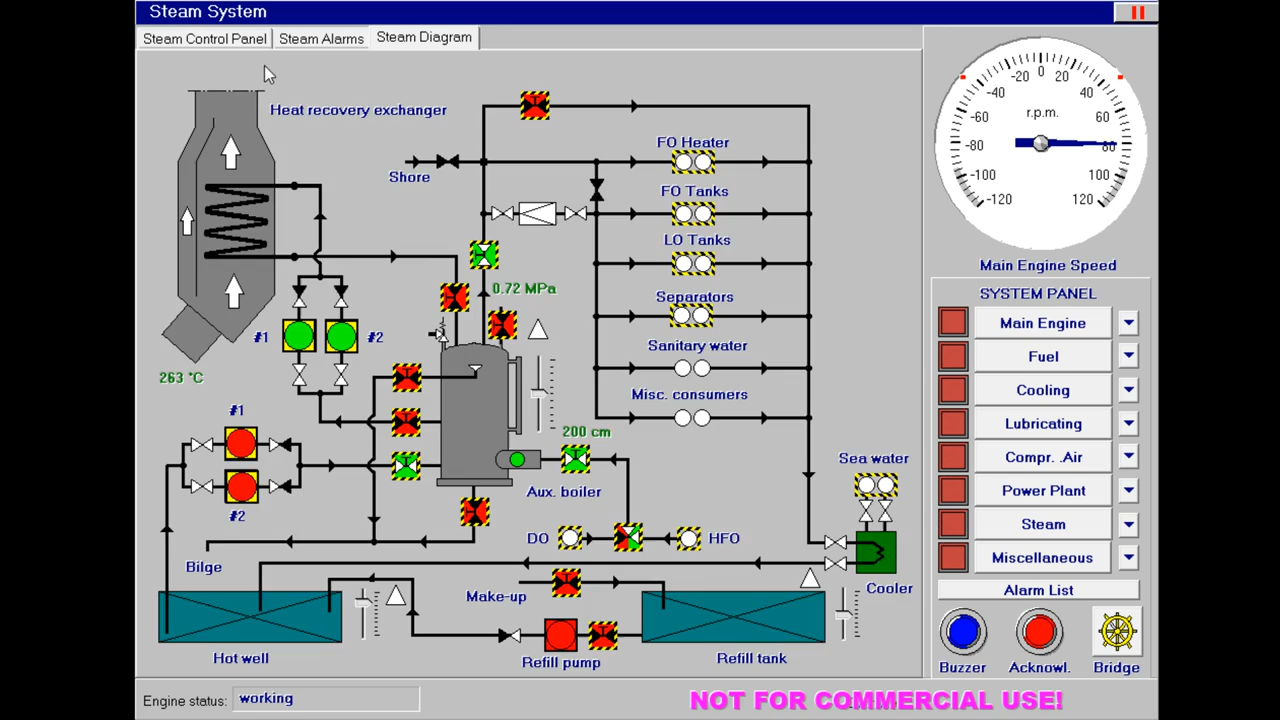 Steam System
Steam Control Panel
Steam Alarms
Steam Diagram
Heat recovery exchanger
Shore
FO Heater
FO Tanks
LO Tanks
Separators
Sanitary water
Misc. consumers
0.72 MPa
#1
#2
263 °C
#1
#2
200 cm
Aux. boiler
DO
HFO
Sea water
Cooler
Bilge
Make-up
Hot well
Refill pump
Refill tank
-20 0 20
-40 40
-60 60
r.p.m.
-80 80
-100 100
-120 120
Main Engine Speed
SYSTEM PANEL
Main Engine
Fuel
Cooling
Lubricating
Compr. .Air
Power Plant
Steam
Miscellaneous
Alarm List
Buzzer
Acknowl.
Bridge
Engine status: working
NOT FOR COMMERCIAL USE!